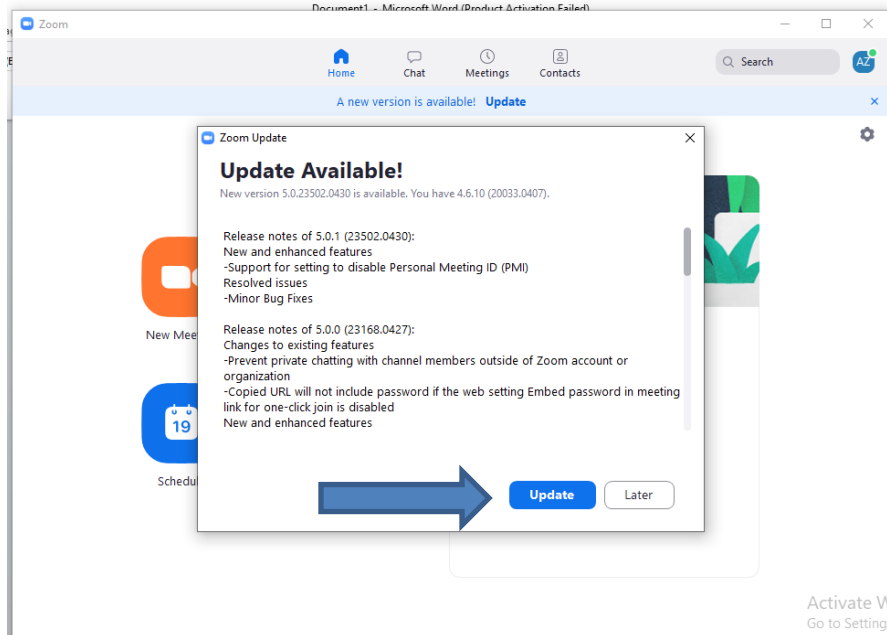 Document1 - Microsoft Word (Product Activation Failed)
Zoom
Home
Chat
Meetings
Contacts
Search
AZ
A new version is available! Update
Zoom Update
Update Available!
New version 5.0.23502.0430 is available. You have 4.6.10 (20033.0407).
Release notes of 5.0.1 (23502.0430):
New and enhanced features
-Support for setting to disable Personal Meeting ID (PMI)
Resolved issues
-Minor Bug Fixes
Release notes of 5.0.0 (23168.0427):
Changes to existing features
-Prevent private chatting with channel members outside of Zoom account or
organization
-Copied URL will not include password if the web setting Embed password in meeting
link for one-click join is disabled
New and enhanced features
New Mee
19
Schedul
Update
Later
Activate W
Go to Setting